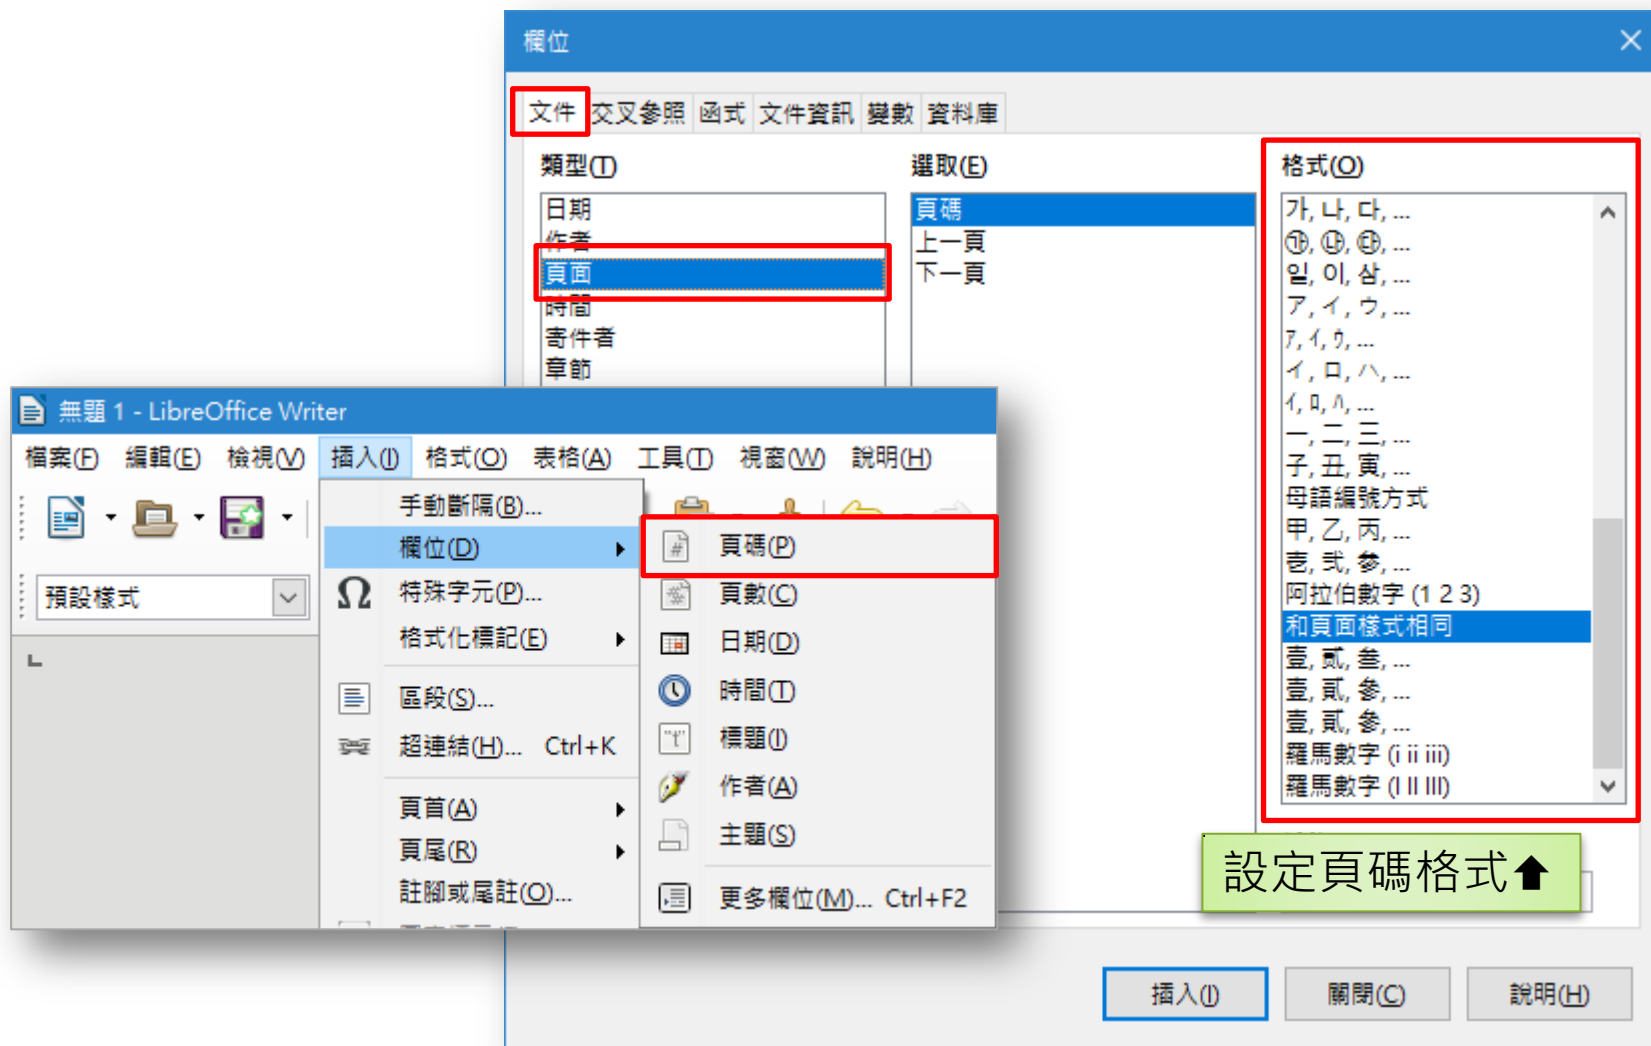 欄位
文件 交叉參照 函式 文件資訊 變數 資料庫
類型(T)
日期
作者
頁面
時間
寄件者
章節
選取(E)
頁碼
上一頁
下一頁
格式(O)
가, 나, 다, ...
㉮, ㉯, ㉰, ...
일, 이, 삼, ...
ア, イ, ウ, ...
ｱ, ｲ, ｳ, ...
イ, ロ, ハ, ...
ｲ, ﾛ, ﾊ, ...
一, 二, 三, ...
子, 丑, 寅, ...
母語編號方式
甲, 乙, 丙, ...
壱, 弐, 参, ...
阿拉伯數字 (1 2 3)
和頁面樣式相同
壹, 贰, 叁, ...
壹, 貳, 參, ...
壹, 貳, 參, ...
羅馬數字 (i ii iii)
羅馬數字 (I II III)
設定頁碼格式⬆
插入(I) 關閉(C) 說明(H)
無題 1 - LibreOffice Writer
檔案(F) 編輯(E) 檢視(V) 插入(I) 格式(O) 表格(A) 工具(T) 視窗(W) 說明(H)
預設樣式
手動斷隔(B)...
欄位(D)
特殊字元(P)...
格式化標記(E)
區段(S)...
超連結(H)... Ctrl+K
頁首(A)
頁尾(R)
註腳或尾註(O)...
頁碼(P)
頁數(C)
日期(D)
時間(T)
標題(I)
作者(A)
主題(S)
更多欄位(M)... Ctrl+F2